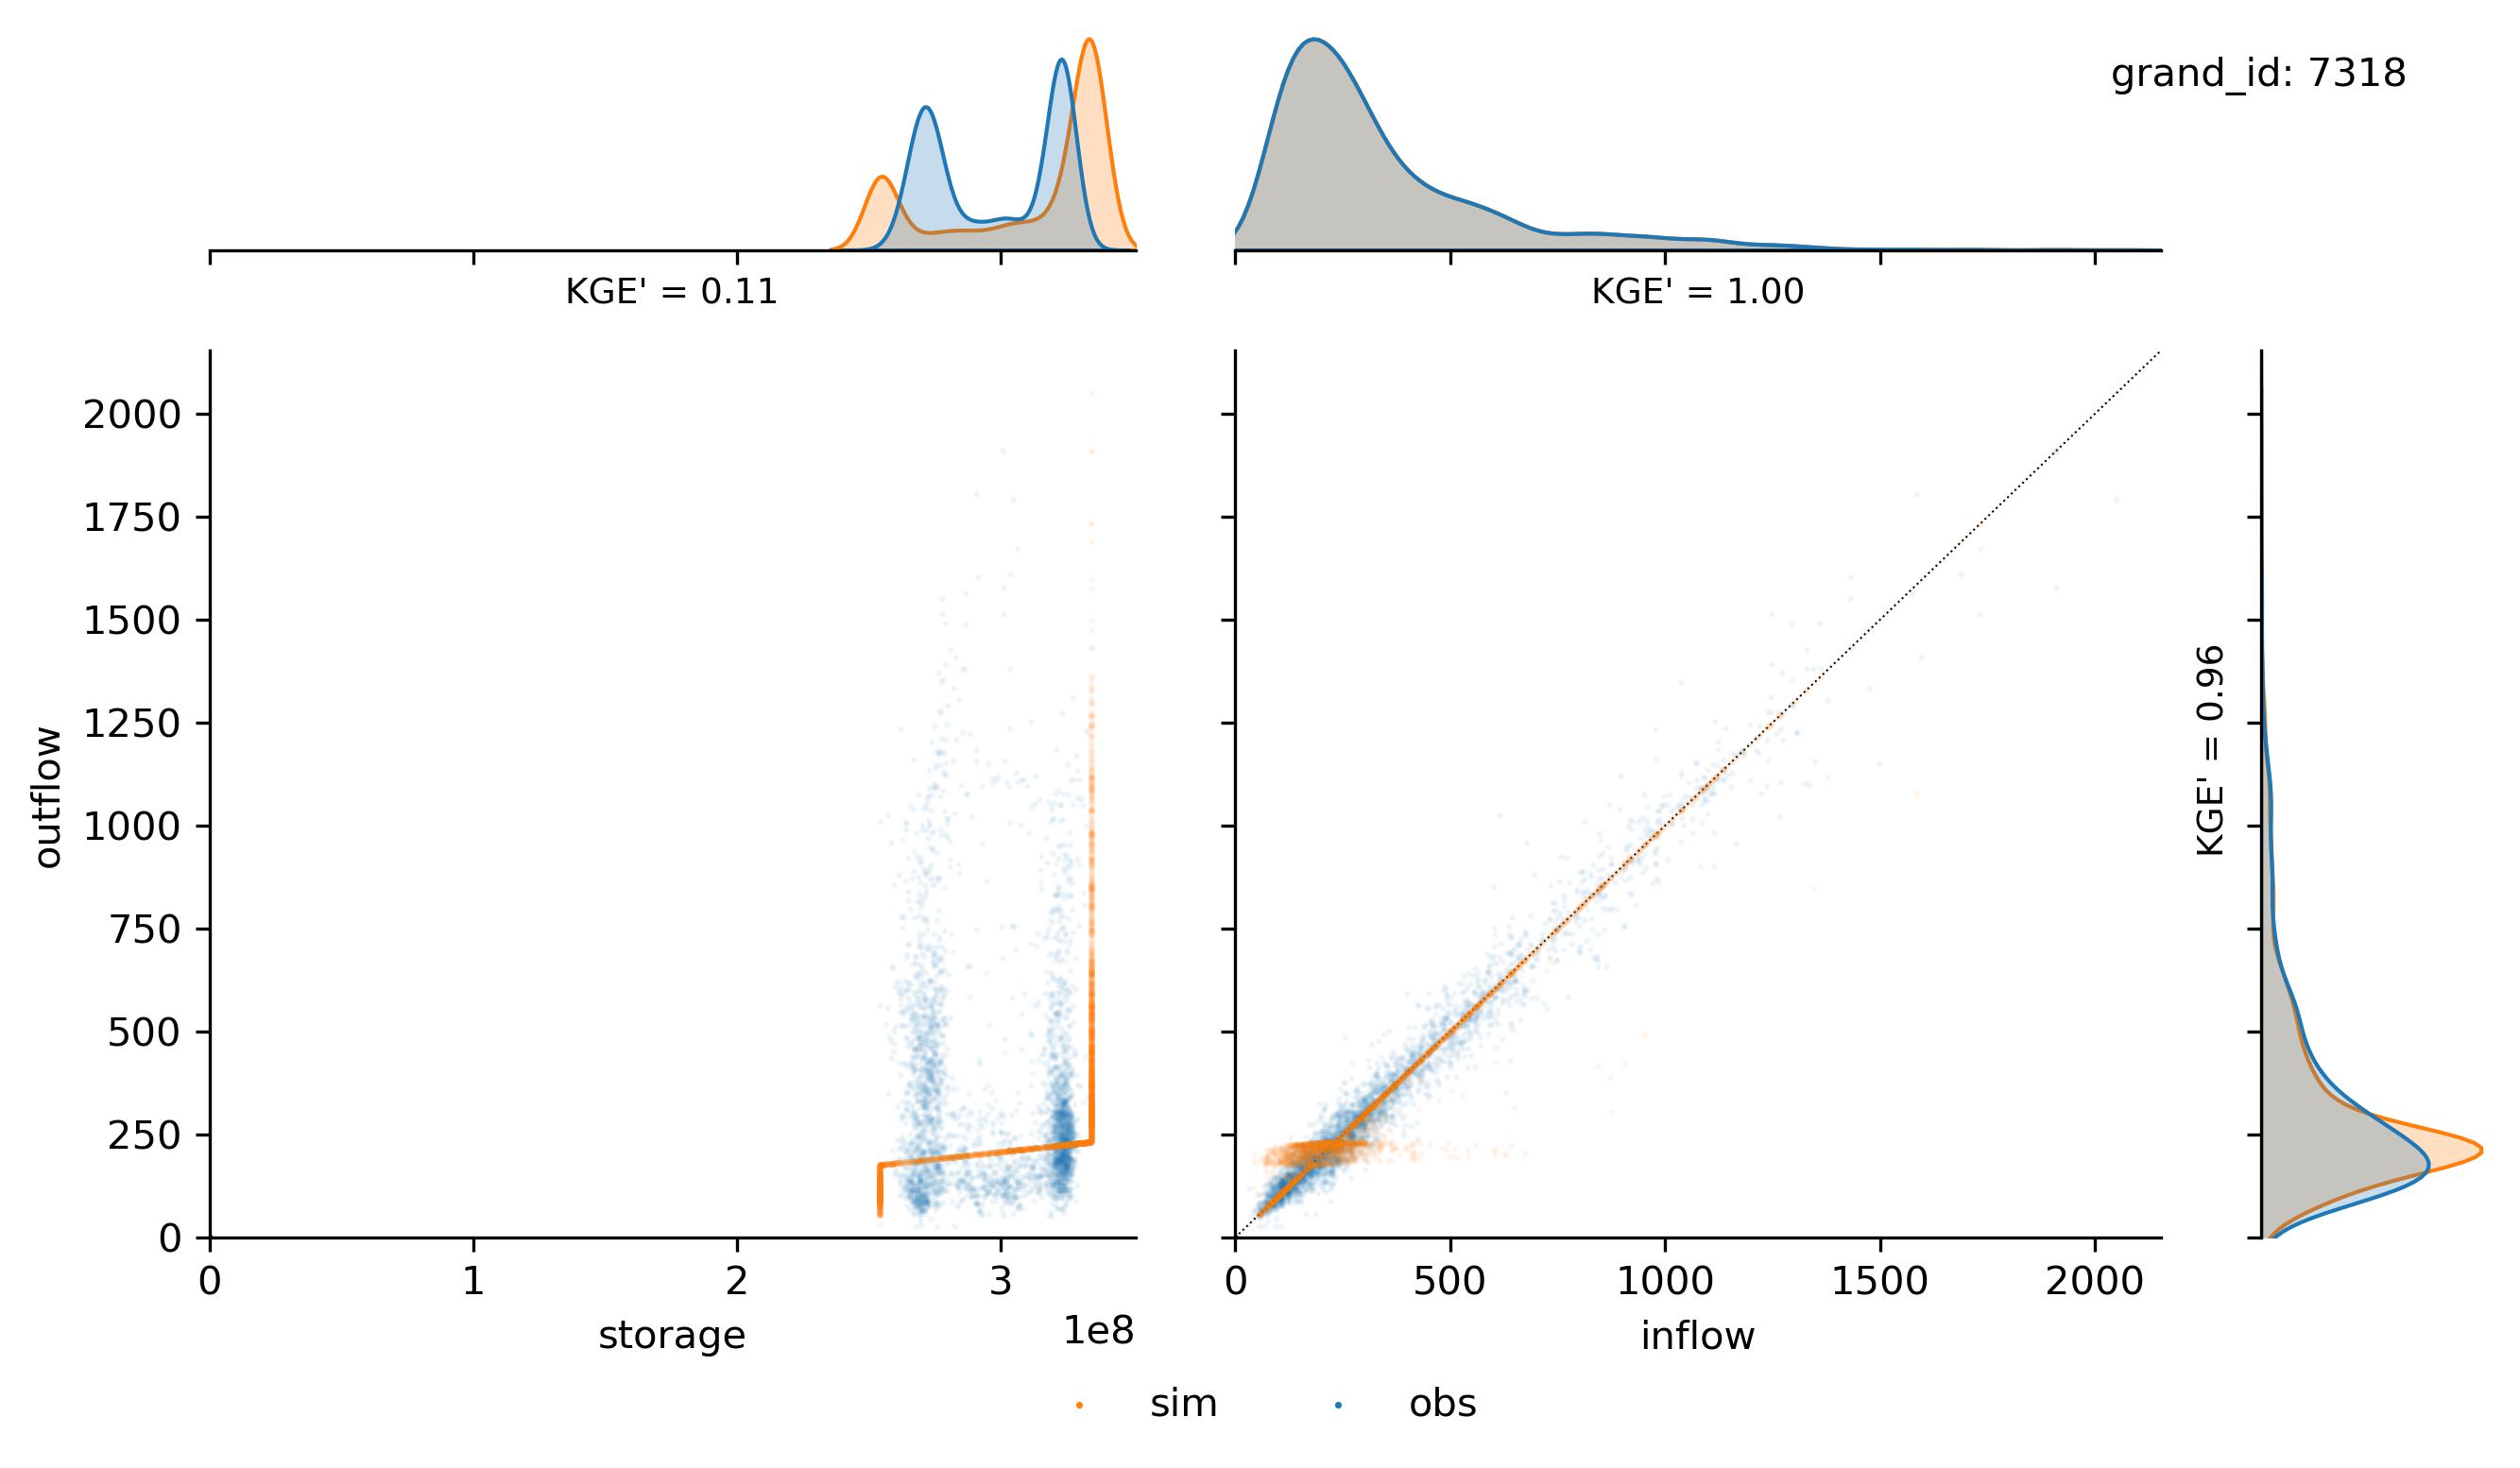 grand_id: 7318
KGE' = 0.11
KGE' = 1.00
2000
1750
1500
1250
1000
750
500
250
0
outflow
KGE' = 0.96
0 1 2 3
0 500 1000 1500 2000
storage
1e8
inflow
sim
obs